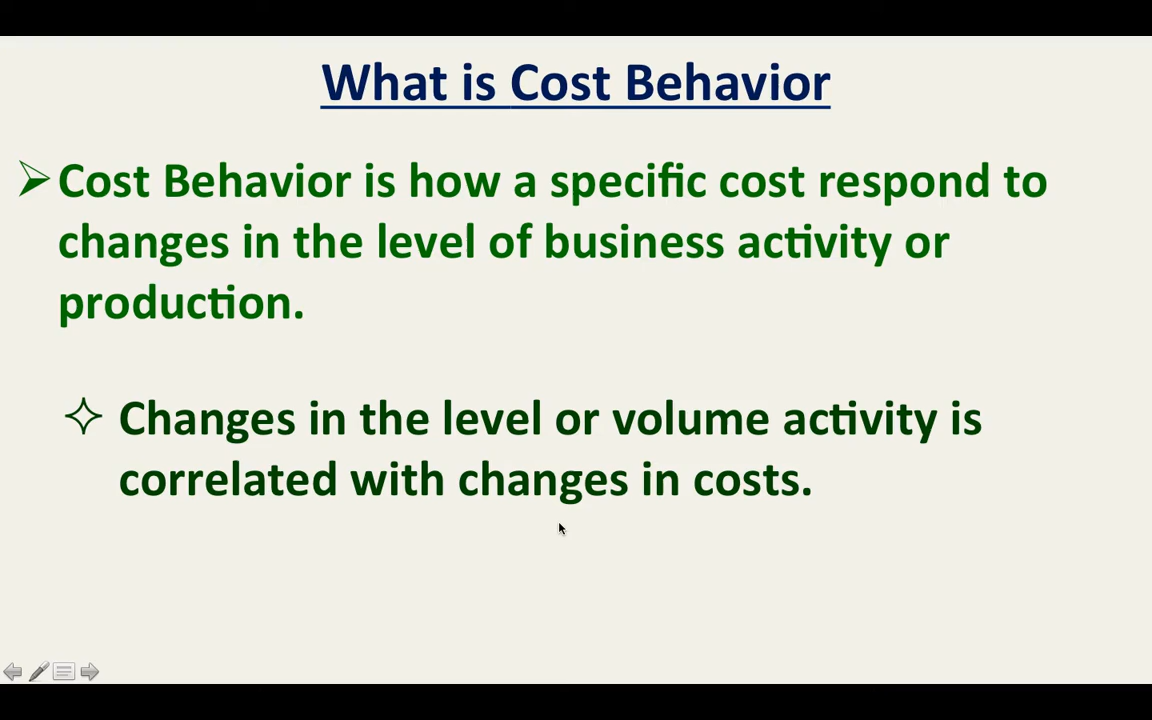 What is Cost Behavior
Cost Behavior is how a specific cost respond to
changes in the level of business activity or
production.
Changes in the level or volume activity is
correlated with changes in costs.